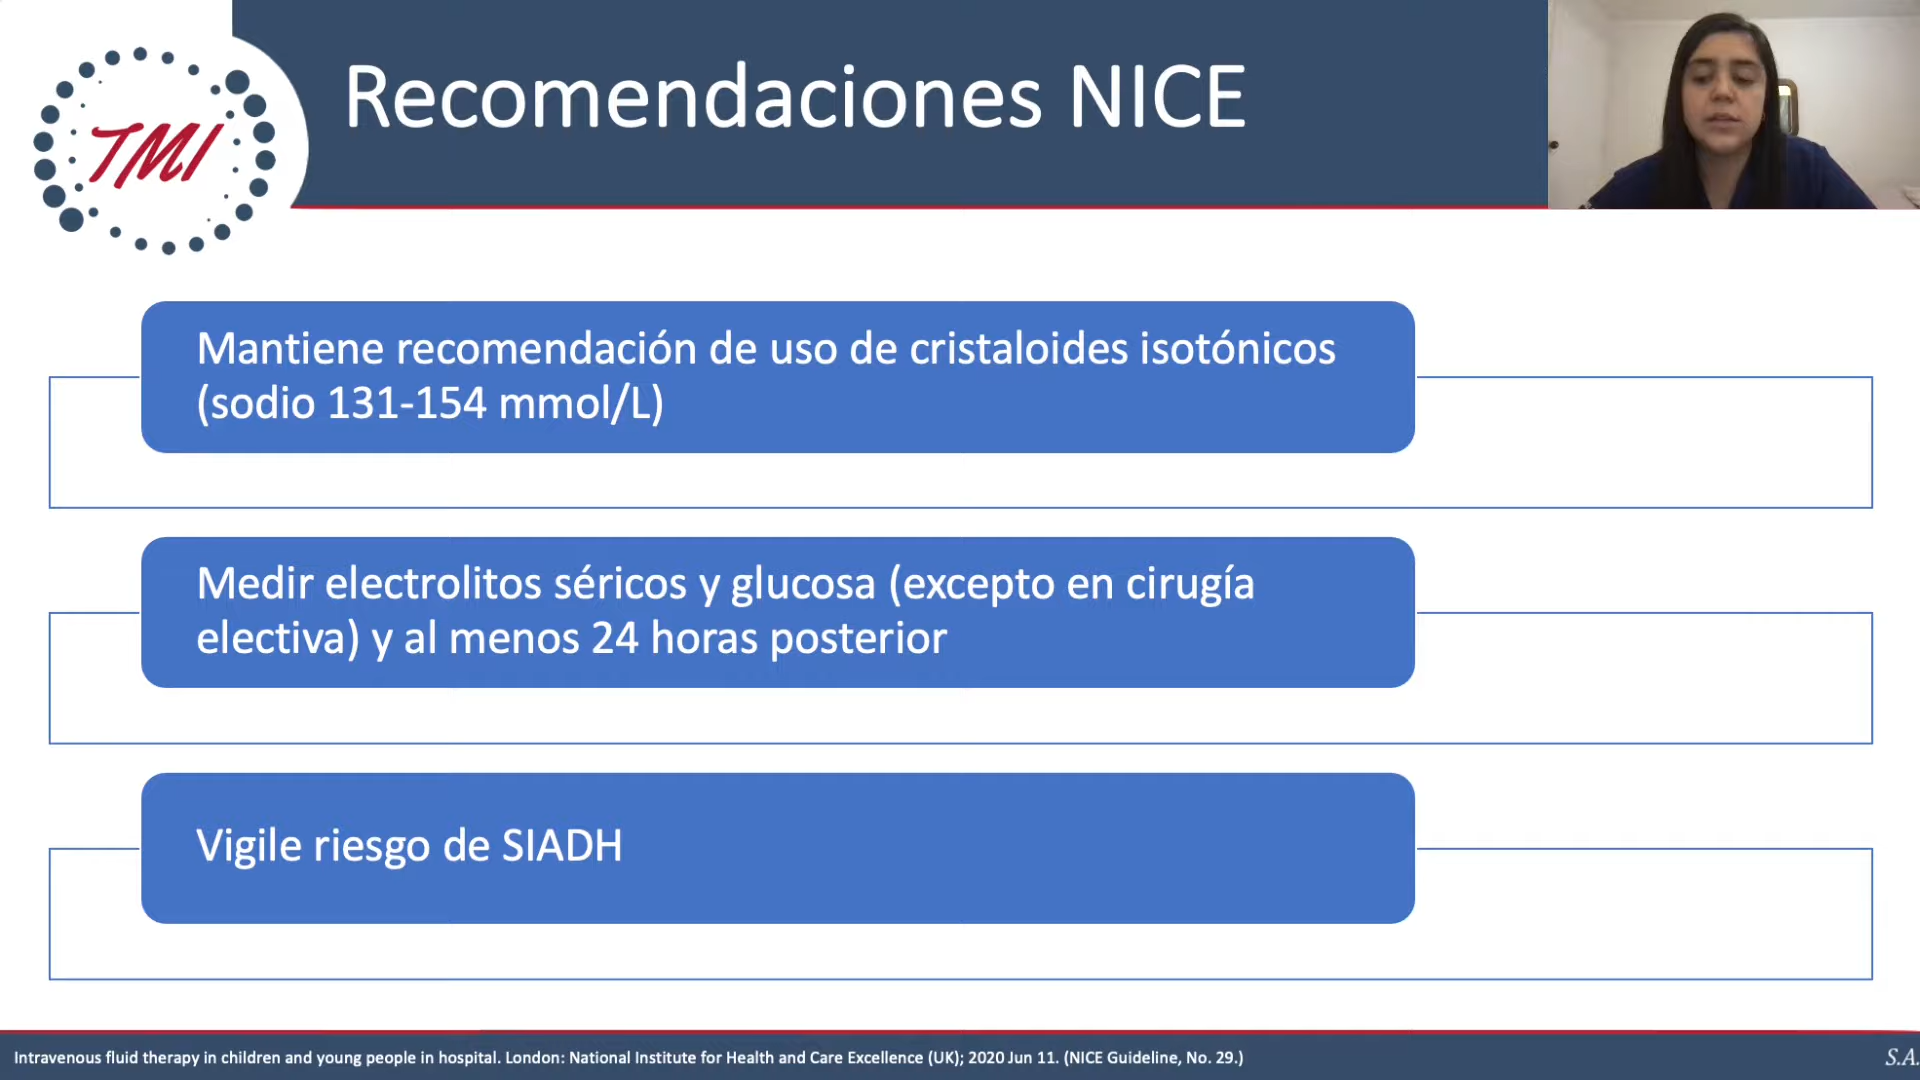 TMI
Recomendaciones NICE
Mantiene recomendación de uso de cristaloides isotónicos
(sodio 131-154 mmol/L)
Medir electrolitos séricos y glucosa (excepto en cirugía
electiva) y al menos 24 horas posterior
Vigile riesgo de SIADH
Intravenous fluid therapy in children and young people in hospital. London: National Institute for Health and Care Excellence (UK); 2020 Jun 11. (NICE Guideline, No. 29.)
S.A.